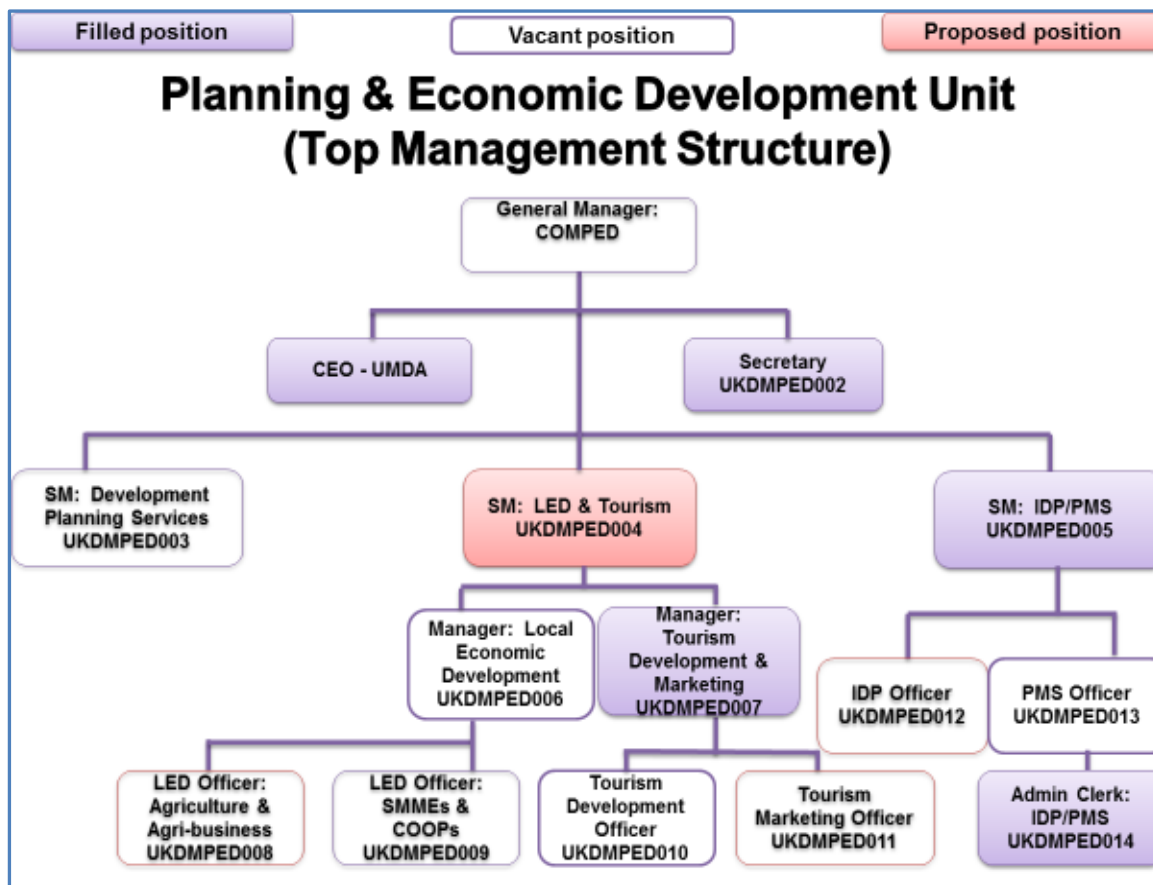 Filled position
Vacant position
Proposed position
Planning & Economic Development Unit
(Top Management Structure)
General Manager:
COMPED
CEO - UMDA
Secretary
UKDMPED002
SM: Development
Planning Services
UKDMPED003
SM: LED & Tourism
UKDMPED004
SM: IDP/PMS
UKDMPED005
Manager: Local
Economic
Development
UKDMPED006
Manager:
Tourism
Development &
Marketing
UKDMPED007
IDP Officer
UKDMPED012
PMS Officer
UKDMPED013
LED Officer:
Agriculture &
Agri-business
UKDMPED008
LED Officer:
SMMEs &
COOPs
UKDMPED009
Tourism
Development
Officer
UKDMPED010
Tourism
Marketing Officer
UKDMPED011
Admin Clerk:
IDP/PMS
UKDMPED014